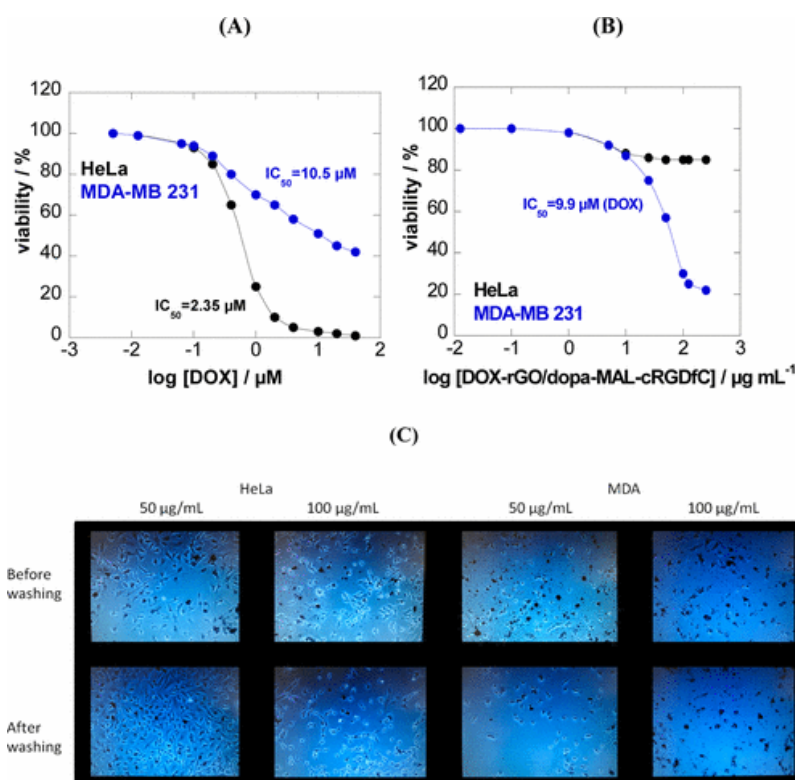 (A)
(B)
120
100
80
60
40
20
0
viability / %
HeLa
MDA-MB 231
IC50=10.5 µM
IC50=2.35 µM
-3 -2 -1 0 1 2
log [DOX] / µM
120
100
80
60
40
20
0
viability / %
IC50=9.9 µM (DOX)
HeLa
MDA-MB 231
-2 -1 0 1 2 3
log [DOX-rGO/dopa-MAL-cRGDfC] / µg mL-1
(C)
HeLa MDA
50 µg/mL 100 µg/mL 50 µg/mL 100 µg/mL
Before
washing
After
washing